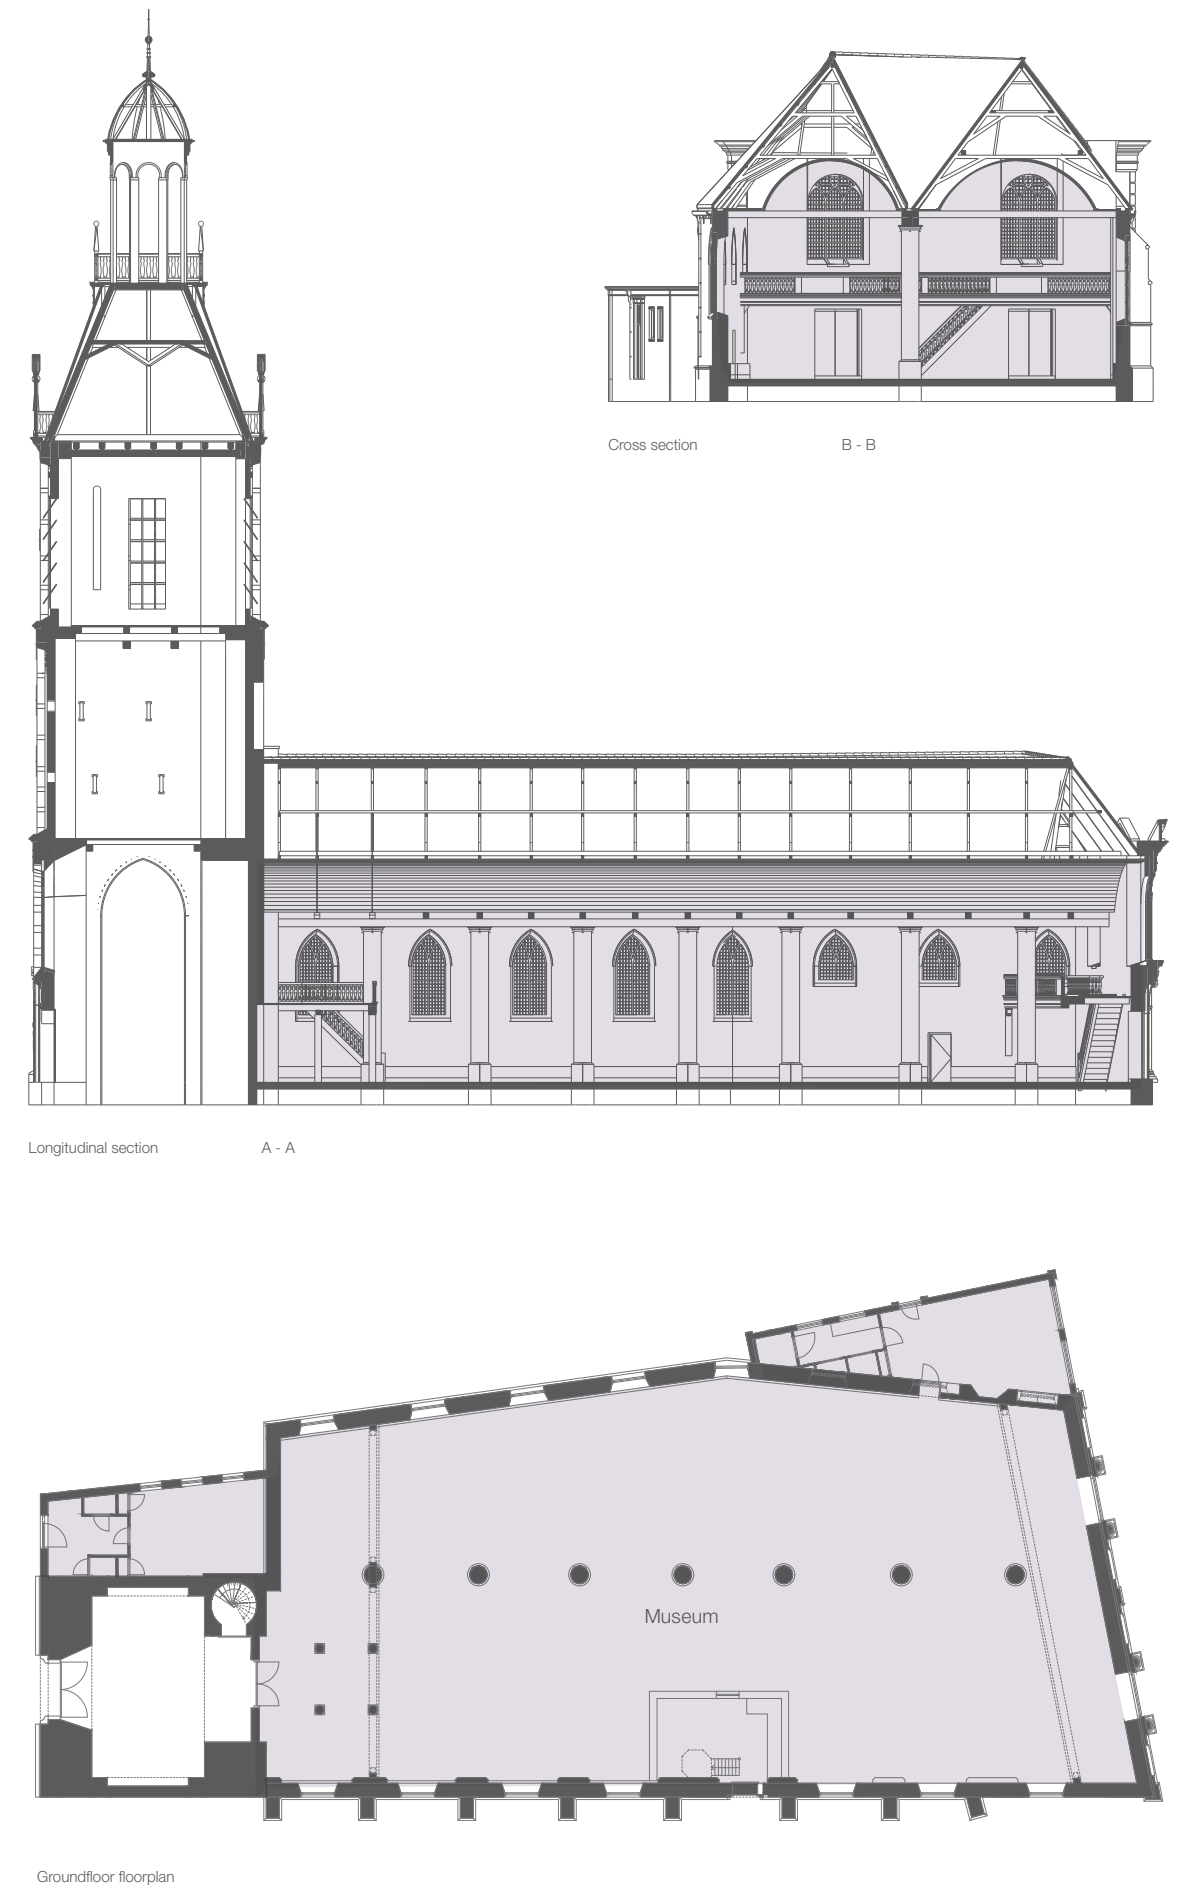 Cross section B - B
Longitudinal section A - A
Museum
Groundfloor floorplan